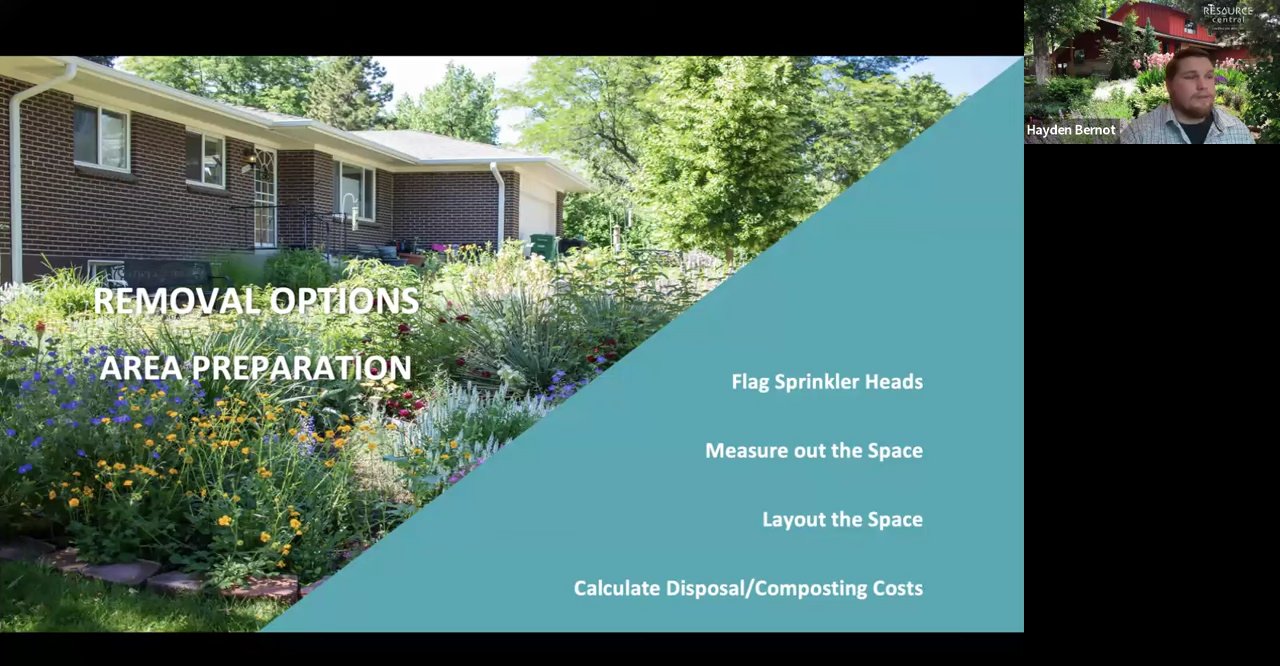 REMOVAL OPTIONS
AREA PREPARATION
Flag Sprinkler Heads
Measure out the Space
Layout the Space
Calculate Disposal/Composting Costs
RESOURCE
central
Hayden Bernot